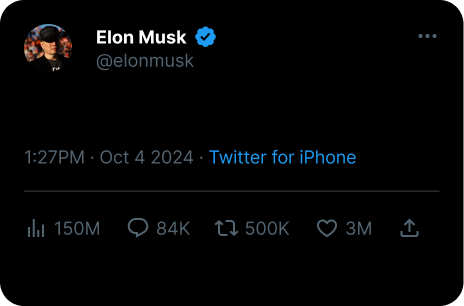 Elon Musk
@elonmusk
1:27PM · Oct 4 2024 · Twitter for iPhone
150M 84K 500K 3M